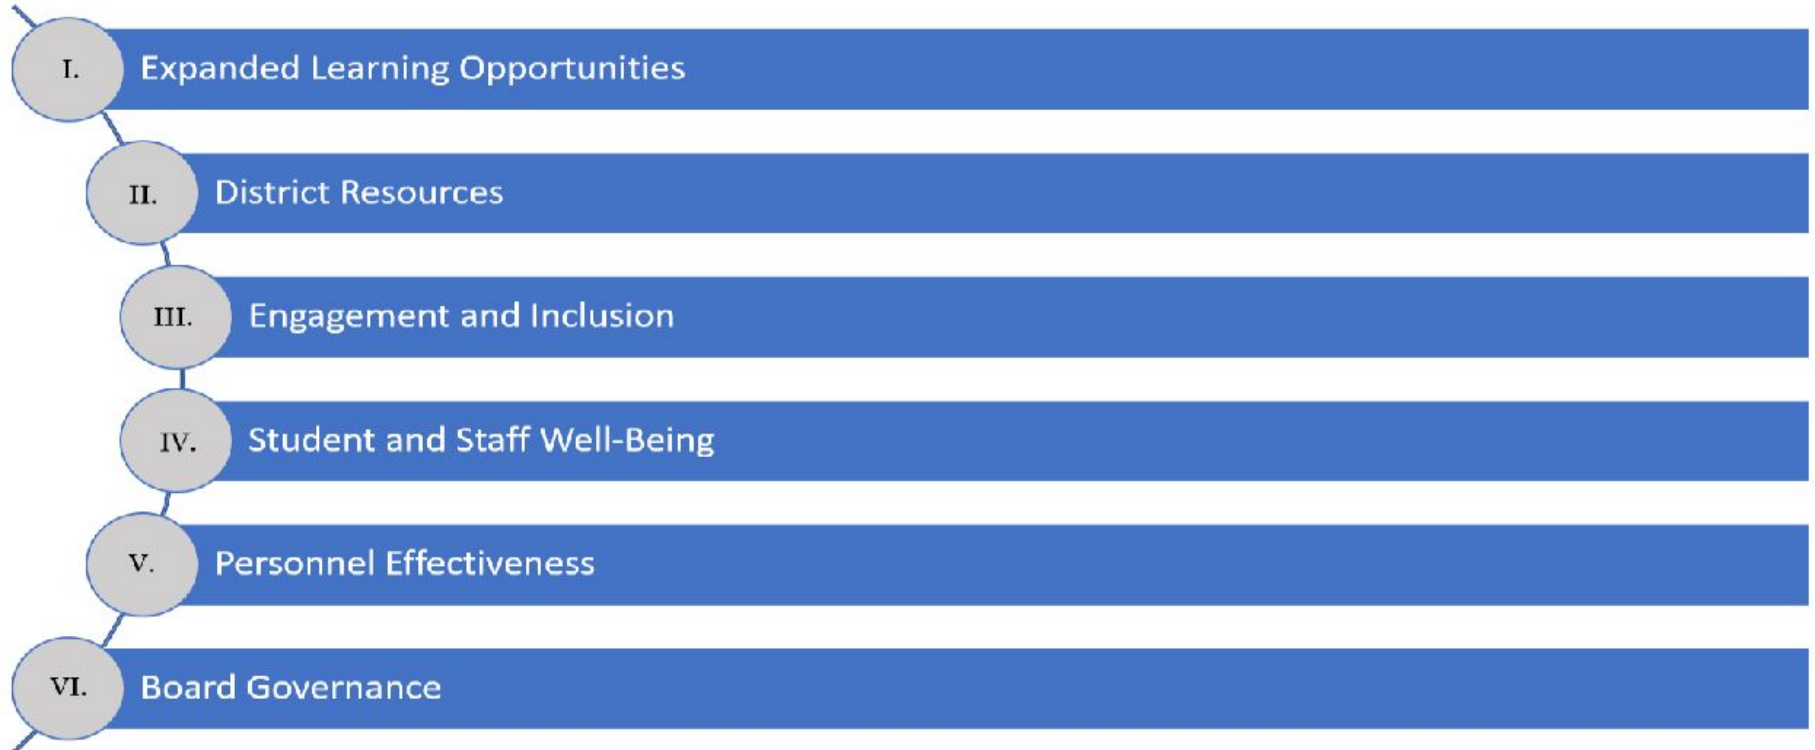 I. Expanded Learning Opportunities
II. District Resources
III. Engagement and Inclusion
IV. Student and Staff Well-Being
V. Personnel Effectiveness
VI. Board Governance